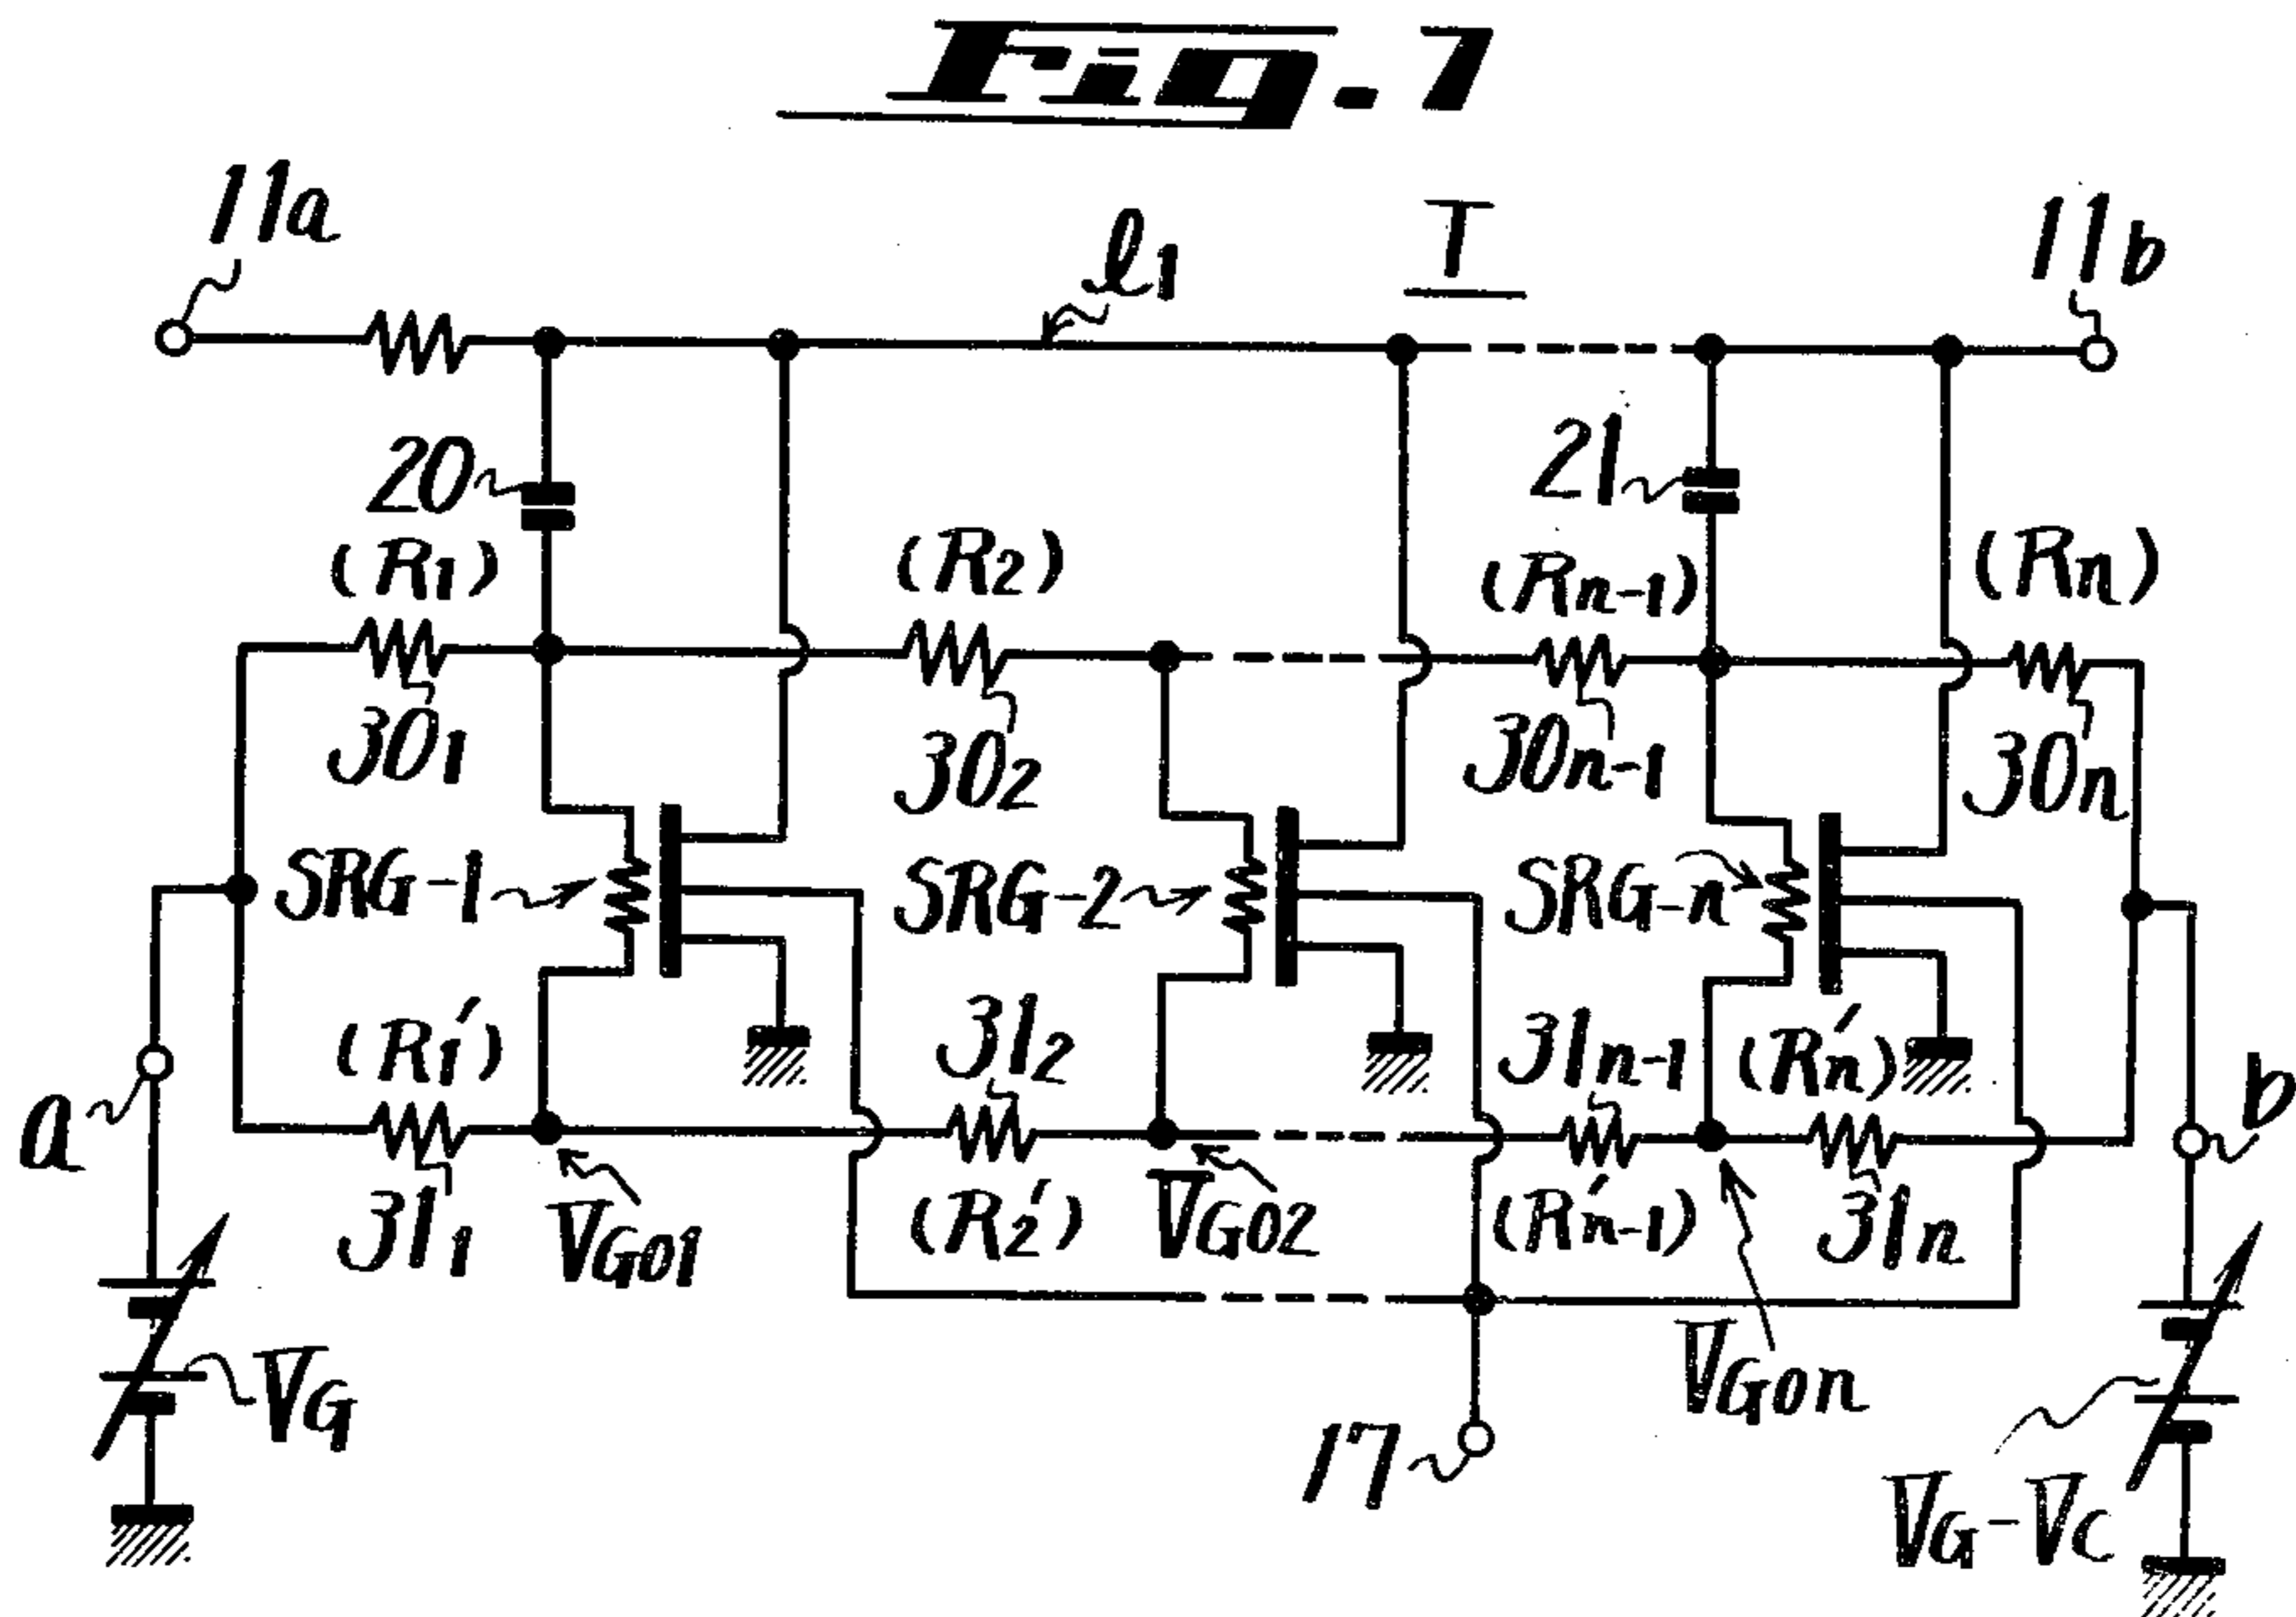 Fig-7
11a
l1
T
11b
20
21
(R1)
(R2)
(Rn-1)
(Rn)
301
302
30n-1
30n
SRG-1
SRG-2
SRG-n
(R1')
312
31n-1
(Rn')
a
b
311
VG01
(R2')
VG02
(Rn-1')
31n
VG
VG0n
17
VG-VC